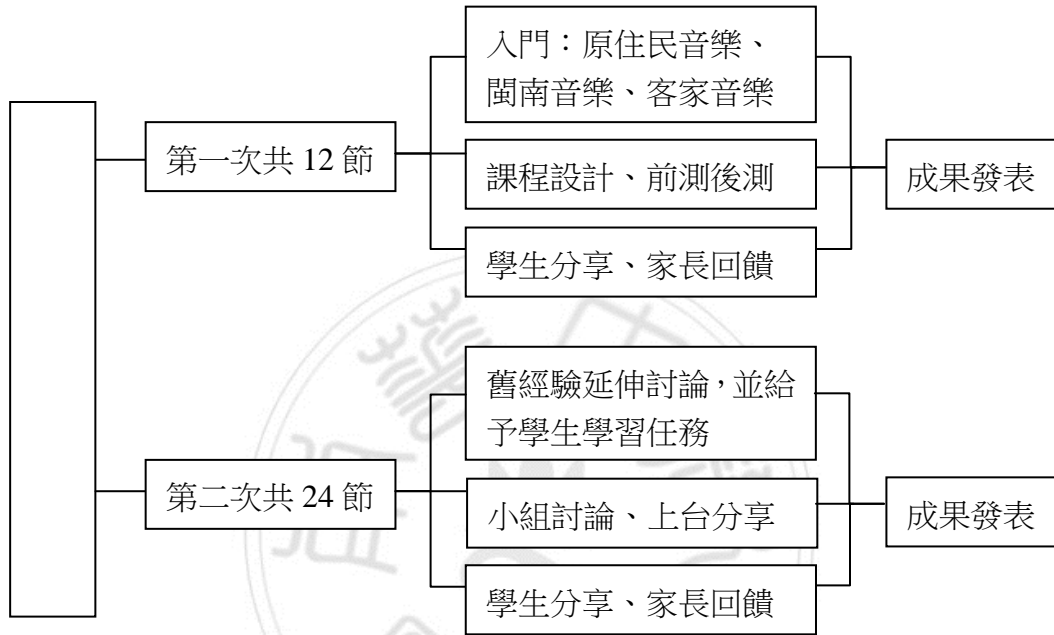 入門：原住民音樂、
閩南音樂、客家音樂
第一次共 12 節
課程設計、前測後測
成果發表
學生分享、家長回饋
舊經驗延伸討論，並給
予學生學習任務
第二次共 24 節
小組討論、上台分享
成果發表
學生分享、家長回饋